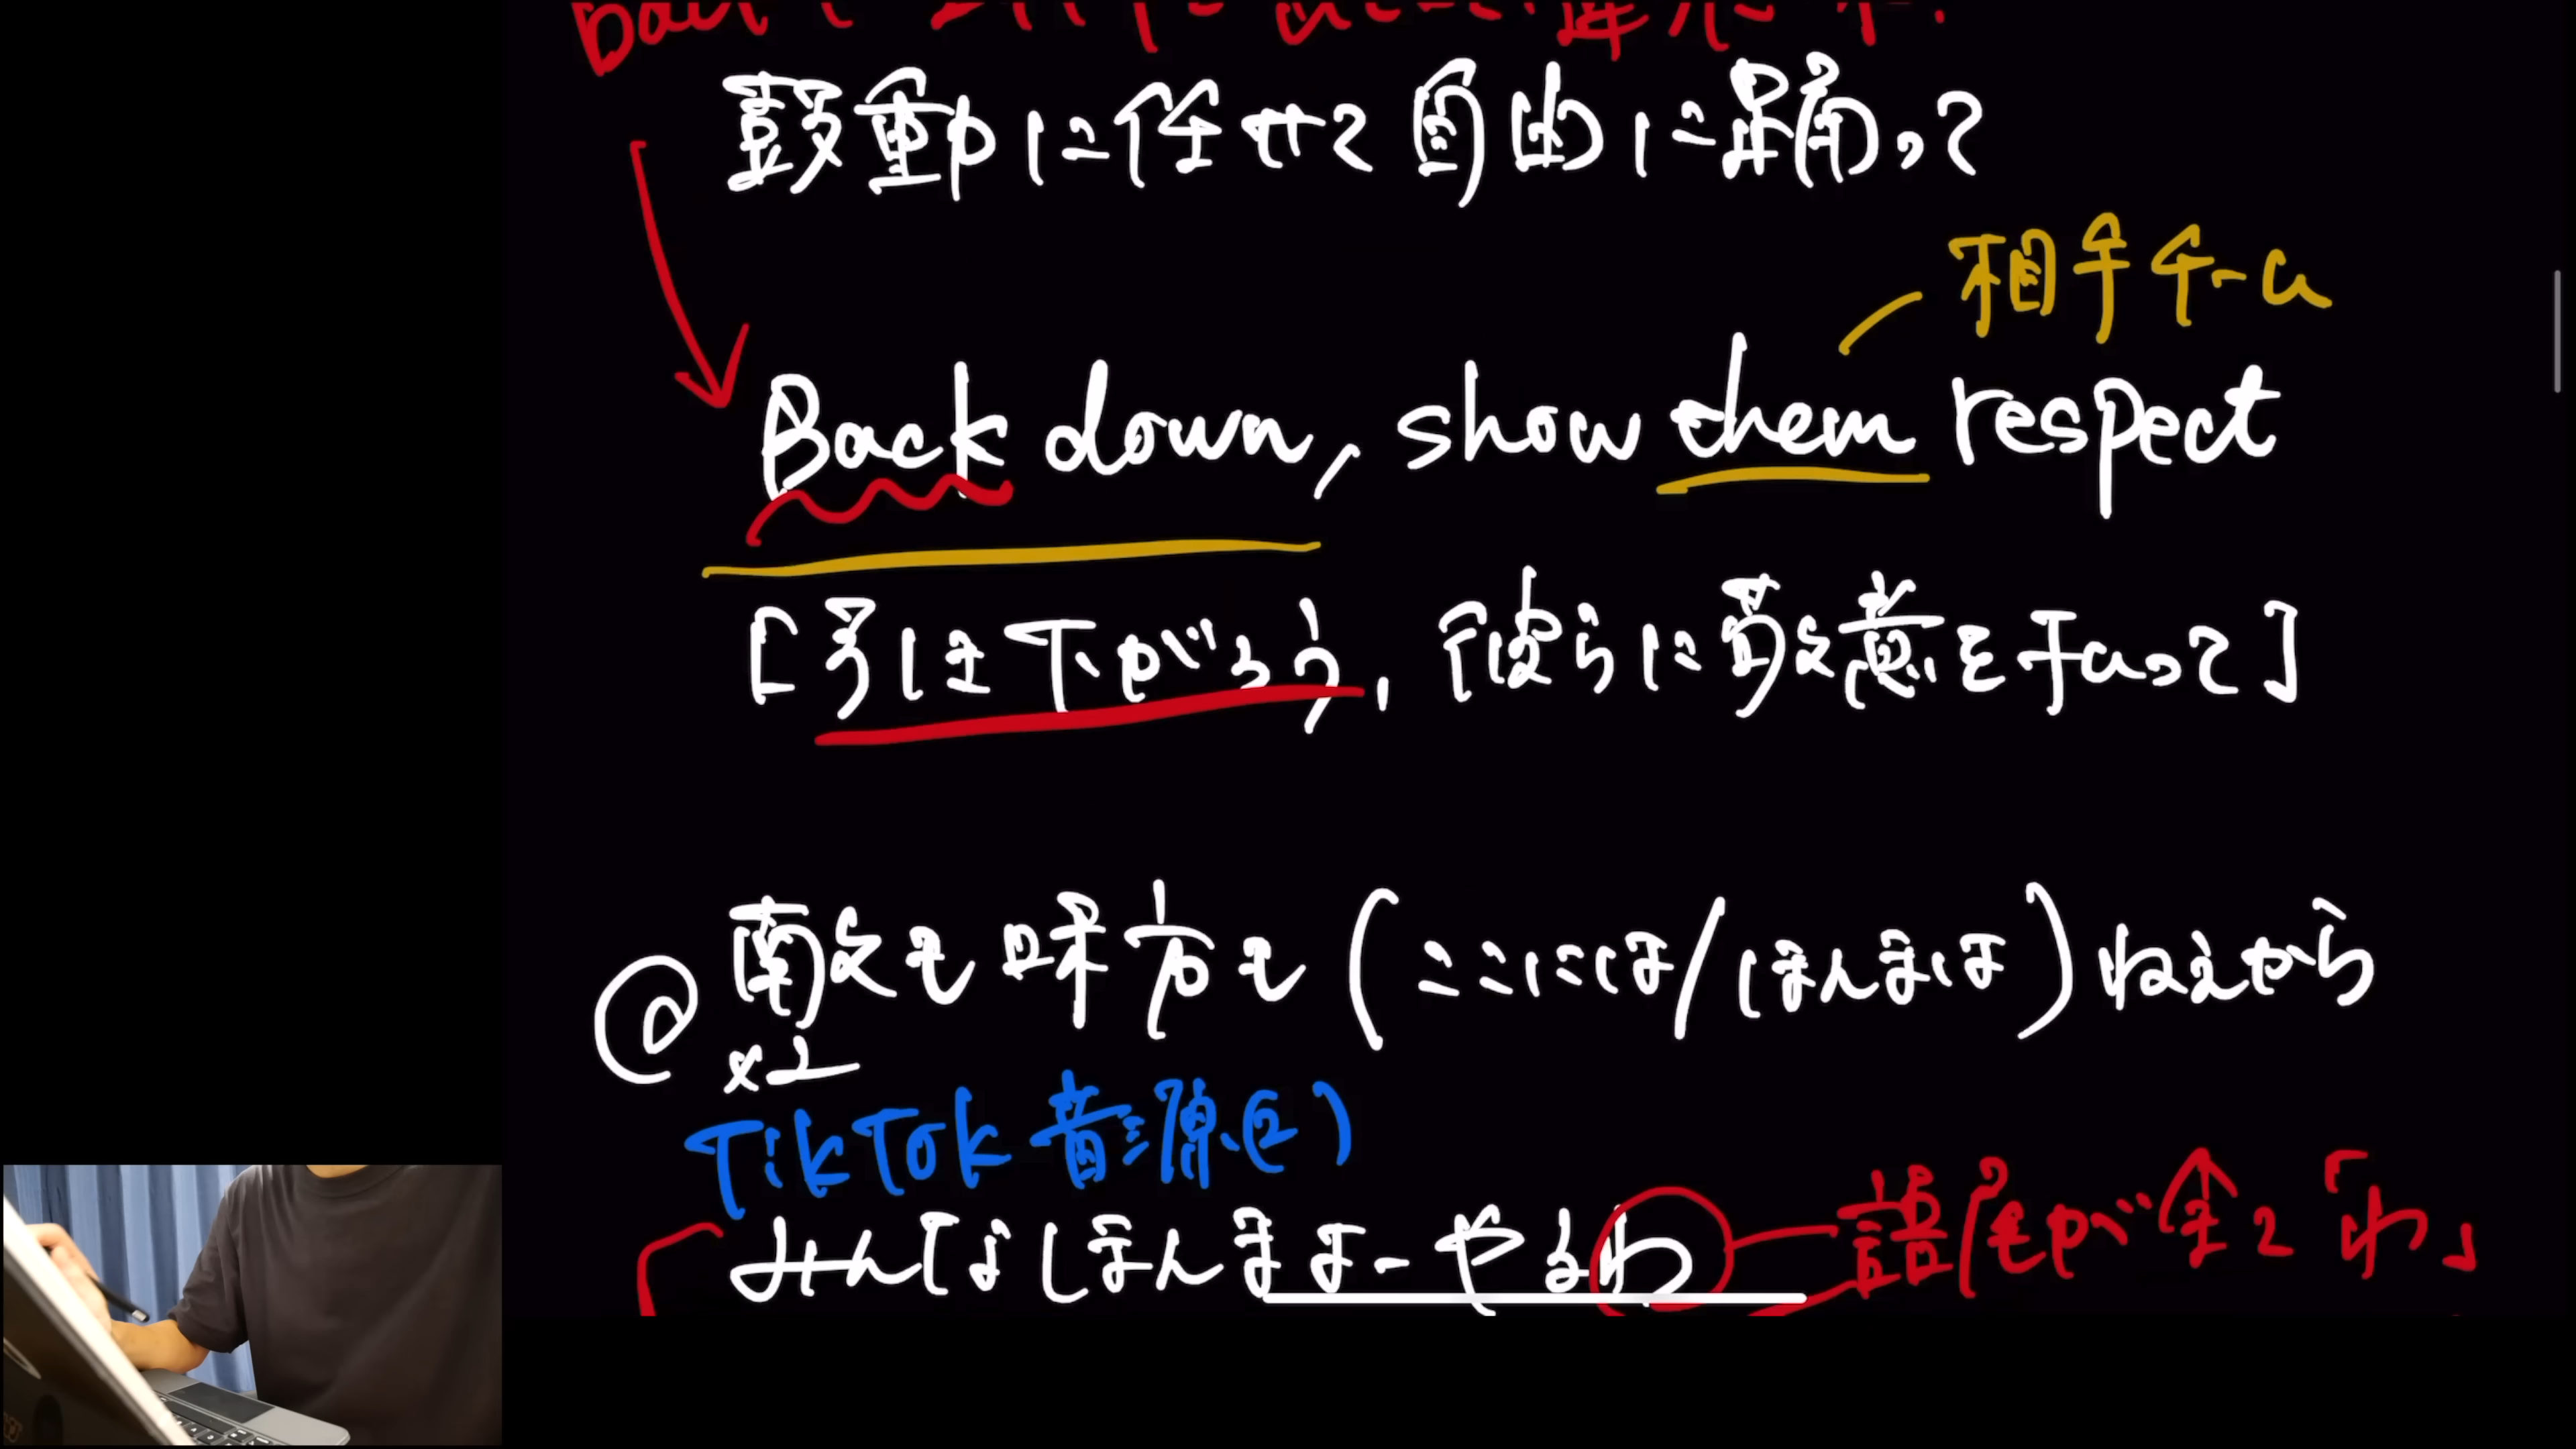 鼓動に任せて自由に踊って
相手チーム
Back down, show them respect
[引き下がろう, 彼らに敬意を払って]
@ 敵も味方も(ここには/ほんまは)ねえから
x2
TikTok音源②)
みんなほんまよーやるわ
語尾が全て「わ」